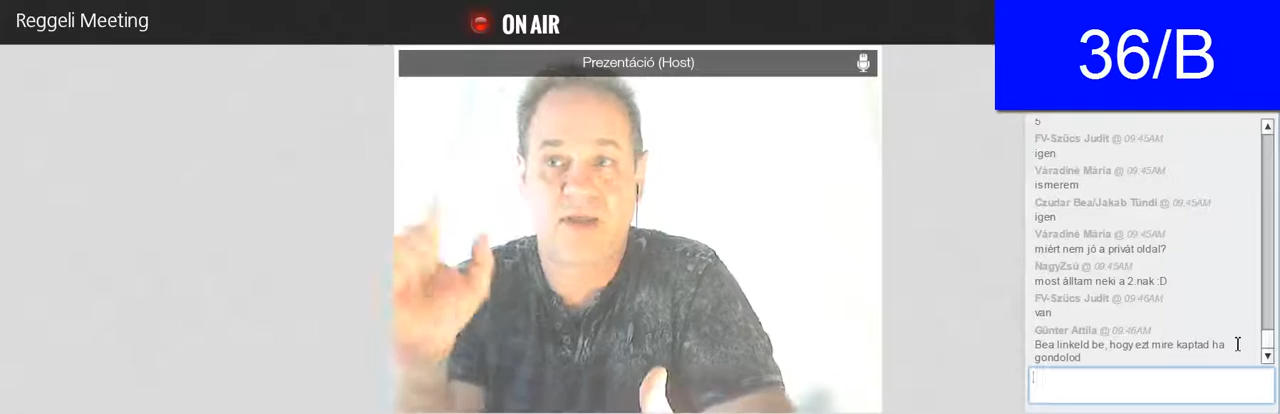 Reggeli Meeting
ON AIR
36/B
Prezentáció (Host)
5
FV-Szűcs Judit @ 09:45AM
igen
Váradiné Mária @ 09:45AM
ismerem
Czudar Bea/Jakab Tündi @ 09:45AM
igen
Váradiné Mária @ 09:45AM
miért nem jó a privát oldal?
NagyZsú @ 09:45AM
most álltam neki a 2.nak :D
FV-Szűcs Judit @ 09:46AM
van
Günter Attila @ 09:46AM
Bea linkeld be, hogy ezt mire kaptad ha
gondolod